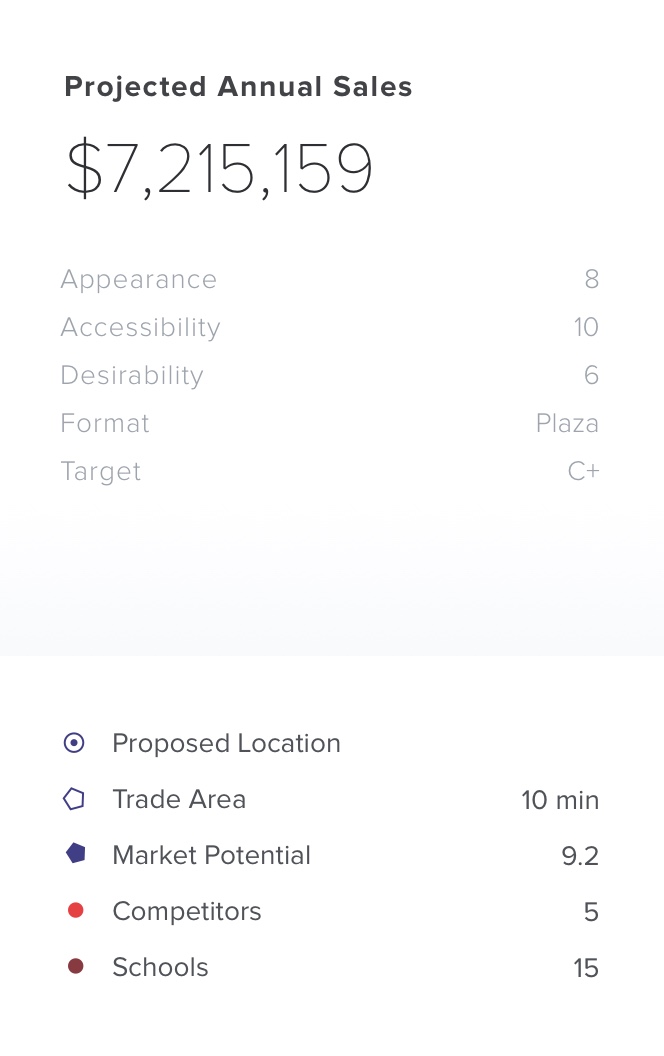 Projected Annual Sales
$7,215,159
Appearance 8
Accessibility 10
Desirability 6
Format Plaza
Target C+
Proposed Location
Trade Area 10 min
Market Potential 9.2
Competitors 5
Schools 15